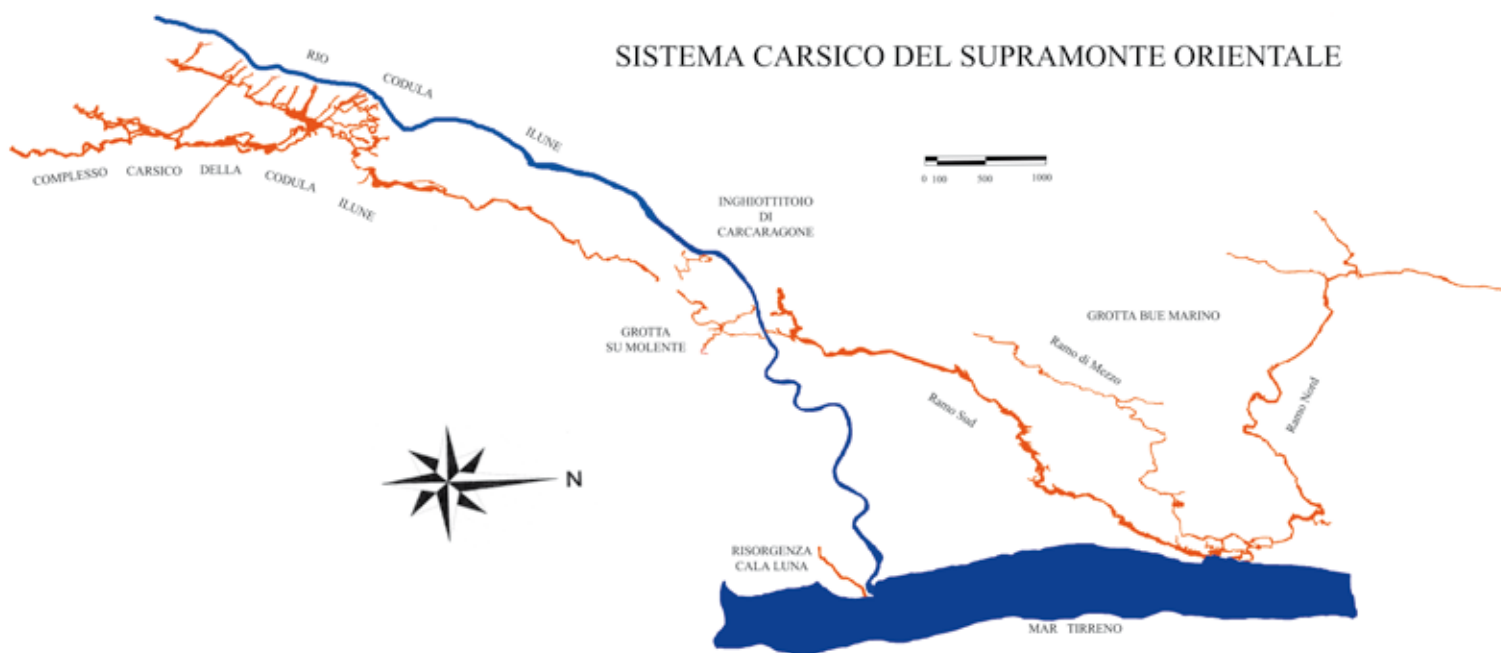 SISTEMA CARSICO DEL SUPRAMONTE ORIENTALE
RIO CODULA ILUNE
COMPLESSO CARSICO DELLA CODULA ILUNE
0 100 500 1000
INGHIOTTITOIO
DI
CARCARAGONE
GROTTA
SU MOLENTE
GROTTA BUE MARINO
Ramo di Mezzo
Ramo Sud
Ramo Nord
N
RISORGENZA
CALA LUNA
MAR TIRRENO